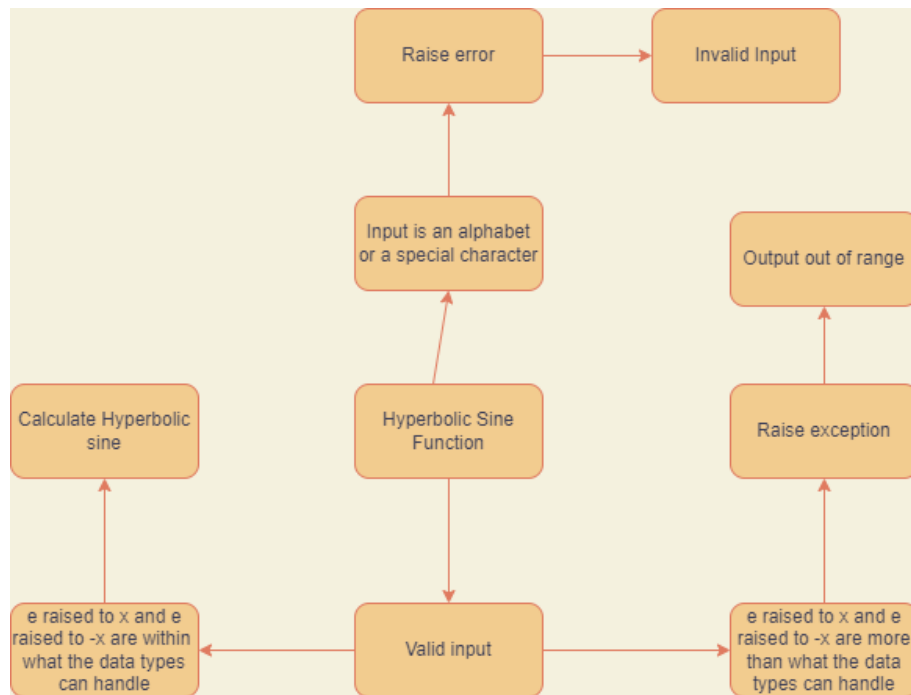 Raise error
Invalid Input
Input is an alphabet
or a special character
Output out of range
Calculate Hyperbolic
sine
Hyperbolic Sine
Function
Raise exception
e raised to x and e
raised to -x are within
what the data types
can handle
Valid input
e raised to x and e
raised to -x are more
than what the data
types can handle